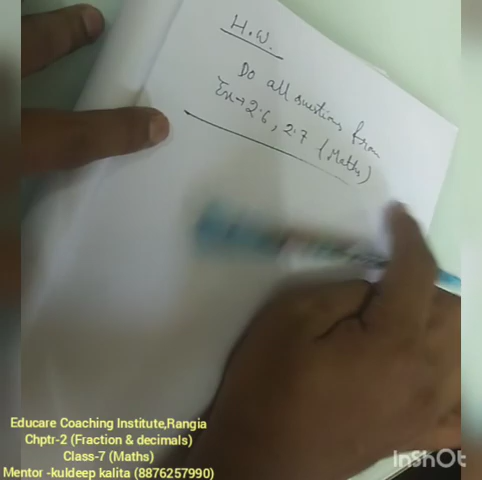 H.W.
Do all questions from
Ex → 2.6, 2.7 (Maths)
Educare Coaching Institute,Rangia
Chptr-2 (Fraction & decimals)
Class-7 (Maths)
Mentor -kuldeep kalita (8876257990)
InShOt